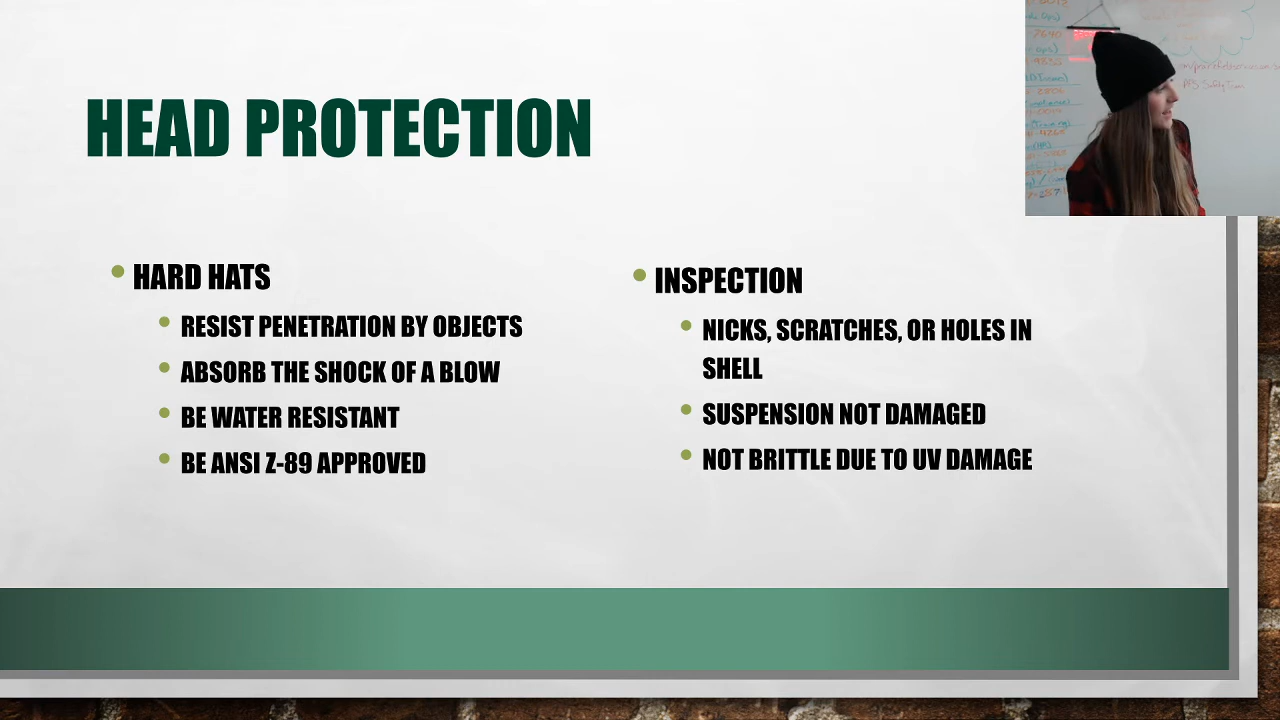 HEAD PROTECTION
HARD HATS
RESIST PENETRATION BY OBJECTS
ABSORB THE SHOCK OF A BLOW
BE WATER RESISTANT
BE ANSI Z-89 APPROVED
INSPECTION
NICKS, SCRATCHES, OR HOLES IN
SHELL
SUSPENSION NOT DAMAGED
NOT BRITTLE DUE TO UV DAMAGE